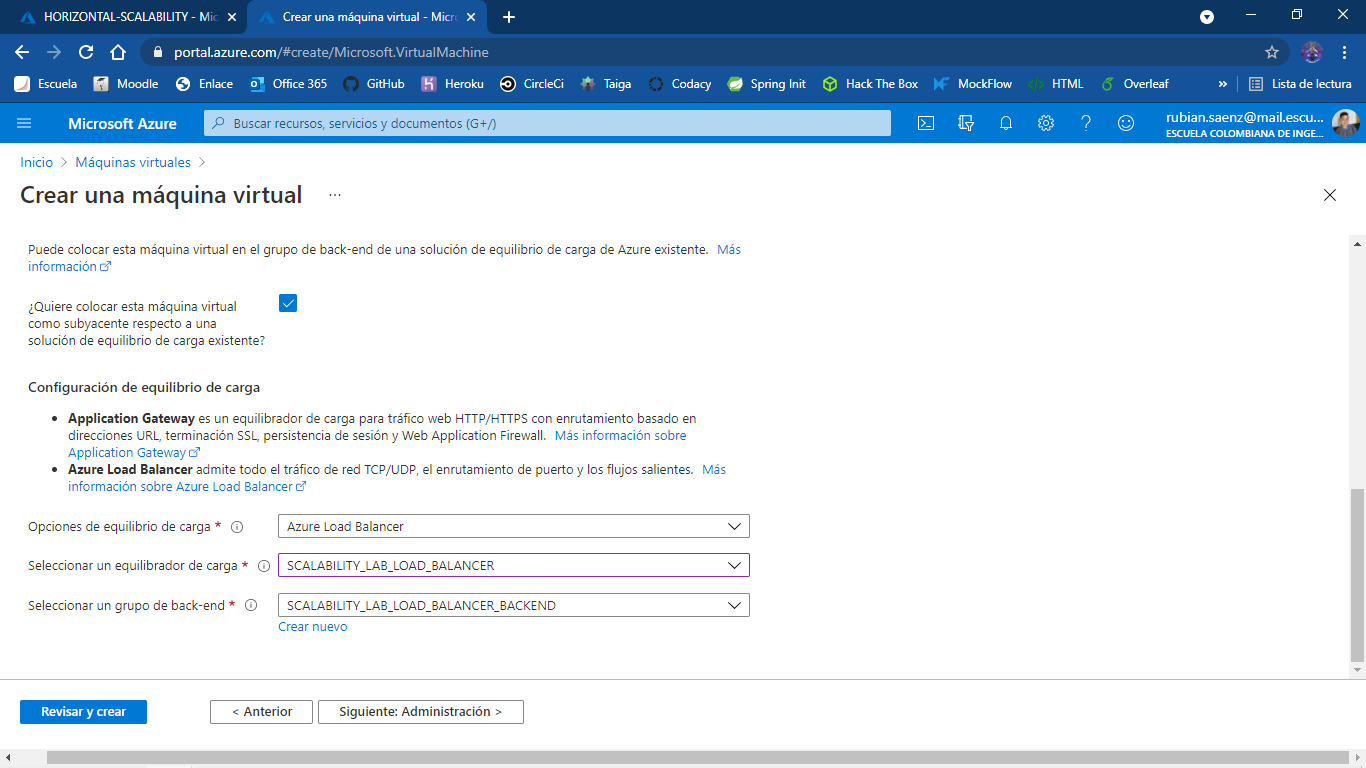 HORIZONTAL-SCALABILITY - Mic
Crear una máquina virtual - Micro
portal.azure.com/#create/Microsoft.VirtualMachine
Escuela
Moodle
Enlace
Office 365
GitHub
Heroku
CircleCi
Taiga
Codacy
Spring Init
Hack The Box
MockFlow
HTML
Overleaf
»
Lista de lectura
Microsoft Azure
Buscar recursos, servicios y documentos (G+/)
rubian.saenz@mail.escu...
ESCUELA COLOMBIANA DE INGE...
Inicio > Máquinas virtuales >
Crear una máquina virtual ...
Puede colocar esta máquina virtual en el grupo de back-end de una solución de equilibrio de carga de Azure existente. Más
información
¿Quiere colocar esta máquina virtual
como subyacente respecto a una
solución de equilibrio de carga existente?
Configuración de equilibrio de carga
• Application Gateway es un equilibrador de carga para tráfico web HTTP/HTTPS con enrutamiento basado en
direcciones URL, terminación SSL, persistencia de sesión y Web Application Firewall. Más información sobre
Application Gateway
• Azure Load Balancer admite todo el tráfico de red TCP/UDP, el enrutamiento de puerto y los flujos salientes. Más
información sobre Azure Load Balancer
Opciones de equilibrio de carga *
Azure Load Balancer
Seleccionar un equilibrador de carga *
SCALABILITY_LAB_LOAD_BALANCER
Seleccionar un grupo de back-end *
SCALABILITY_LAB_LOAD_BALANCER_BACKEND
Crear nuevo
Revisar y crear
< Anterior
Siguiente: Administración >